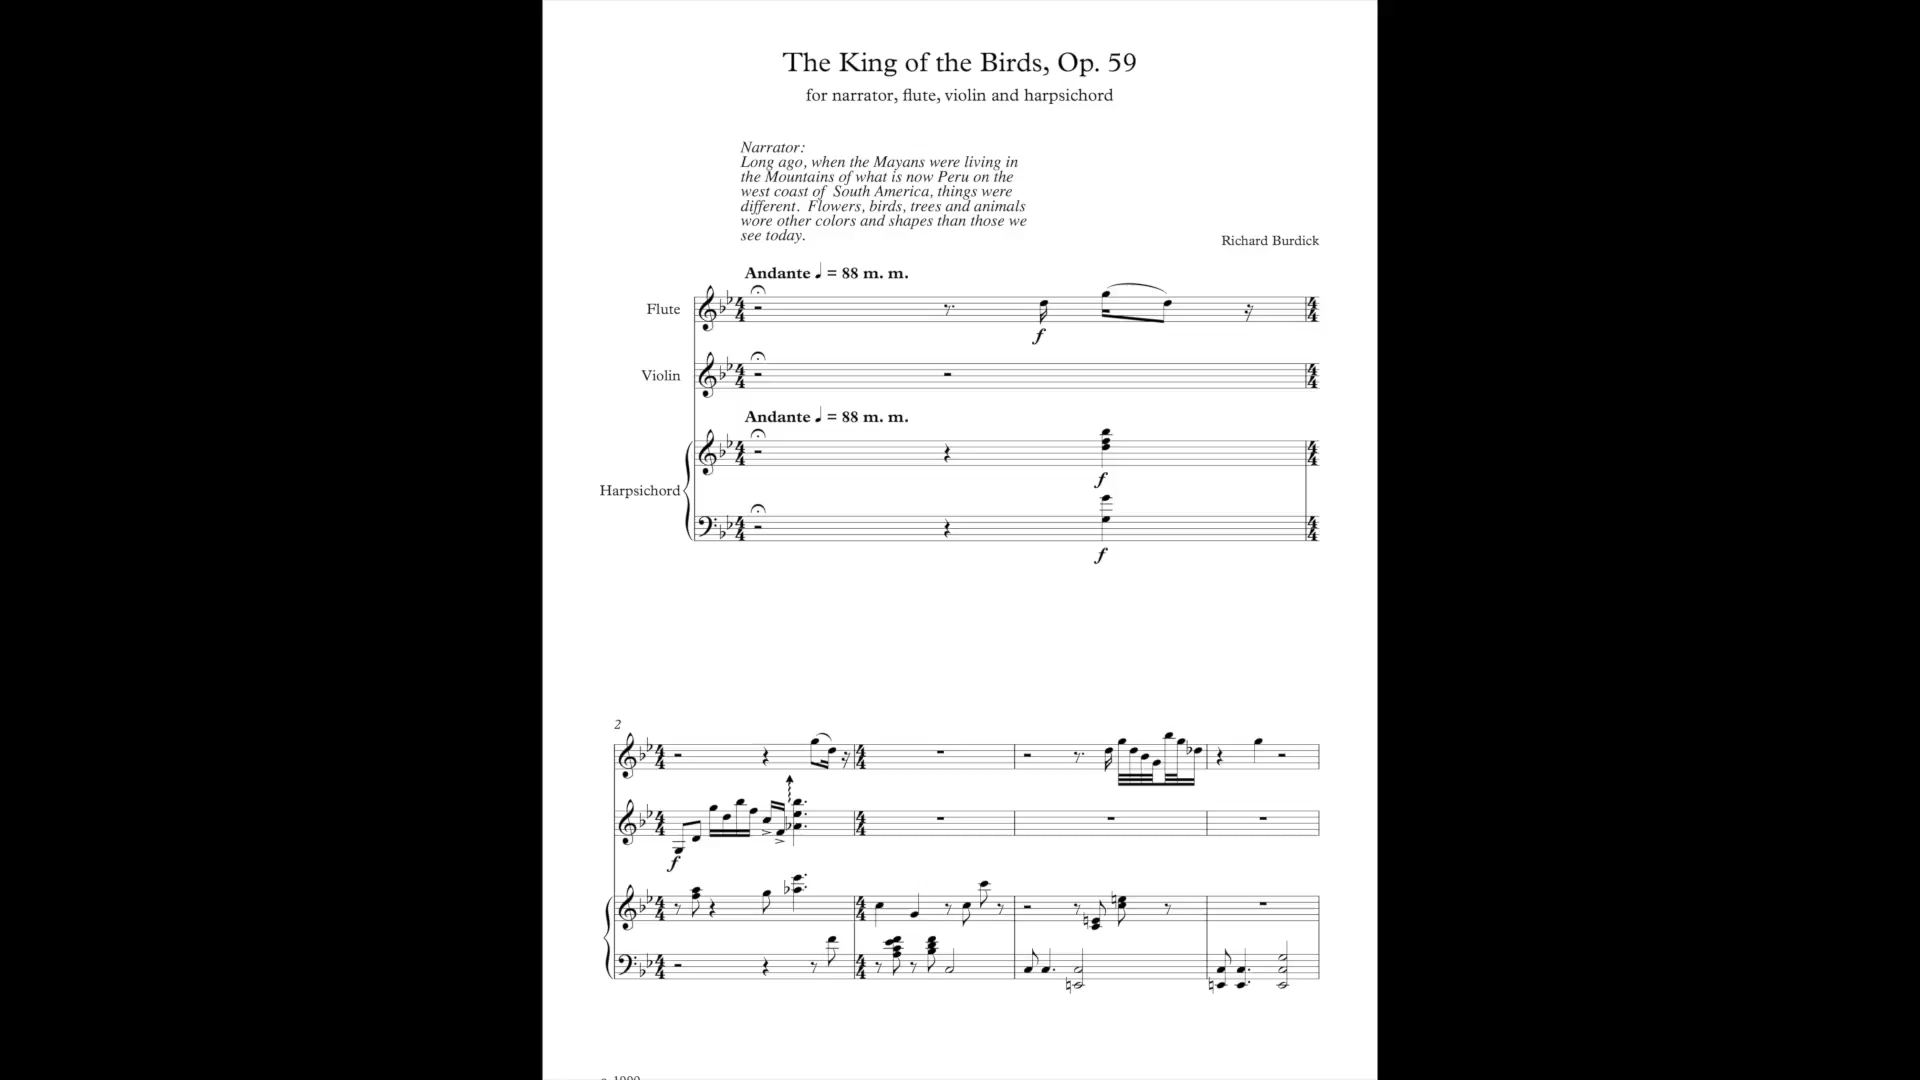 The King of the Birds, Op. 59
for narrator, flute, violin and harpsichord
Narrator:
Long ago, when the Mayans were living in
the Mountains of what is now Peru on the
west coast of South America, things were
different. Flowers, birds, trees and animals
wore other colors and shapes than those we
see today.
Richard Burdick
Andante ♩ = 88 m. m.
Flute
f
Violin
Andante ♩ = 88 m. m.
f
Harpsichord
f
2
f